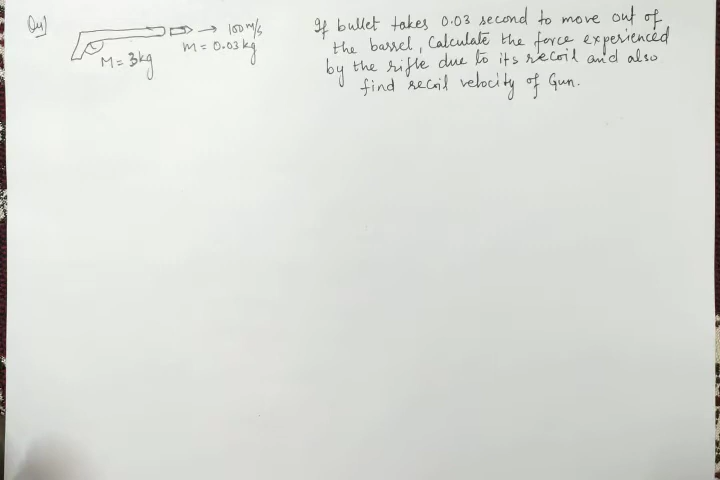 Q4)
100 m/s
m = 0.03 kg
M = 3kg
If bullet takes 0.03 second to move out of
the barrel, Calculate the force experienced
by the rifle due to its recoil and also
find recoil velocity of Gun.